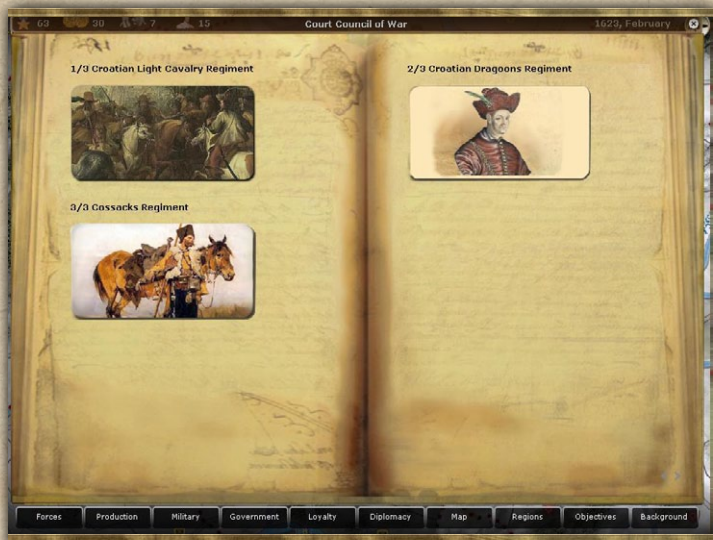 63 30 7 15 Court Council of War 1623, February
1/3 Croatian Light Cavalry Regiment
2/3 Croatian Dragoons Regiment
3/3 Cossacks Regiment
Forces Production Military Government Loyalty Diplomacy Map Regions Objectives Background